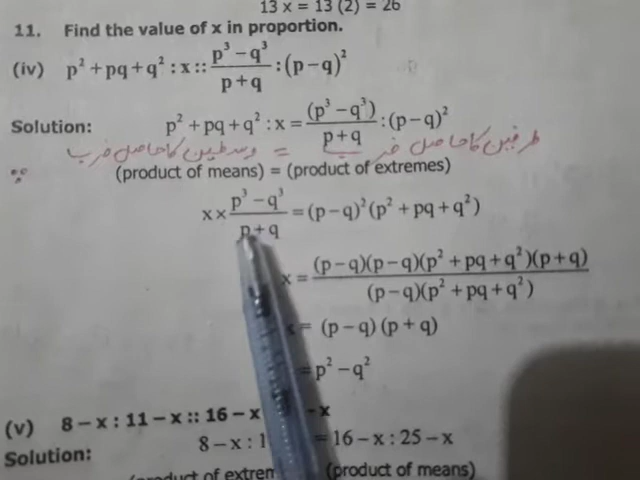 13 x = 13 (2) = 26
11. Find the value of x in proportion.
(iv) p² + pq + q² : x :: (p³ − q³)/(p + q) : (p − q)²
Solution: p² + pq + q² : x = (p³ − q³)/(p + q) : (p − q)²
طرفین کا حاصل ضرب = وسطین کا حاصل ضرب
∵ (product of means) = (product of extremes)
x × (p³ − q³)/(p + q) = (p − q)² (p² + pq + q²)
x = (p − q)(p − q)(p² + pq + q²)(p + q)/(p − q)(p² + pq + q²)
= (p − q) (p + q)
= p² − q²
(v) 8 − x : 11 − x :: 16 − x − x
Solution: 8 − x : 1 = 16 − x : 25 − x
(product of (product of means)